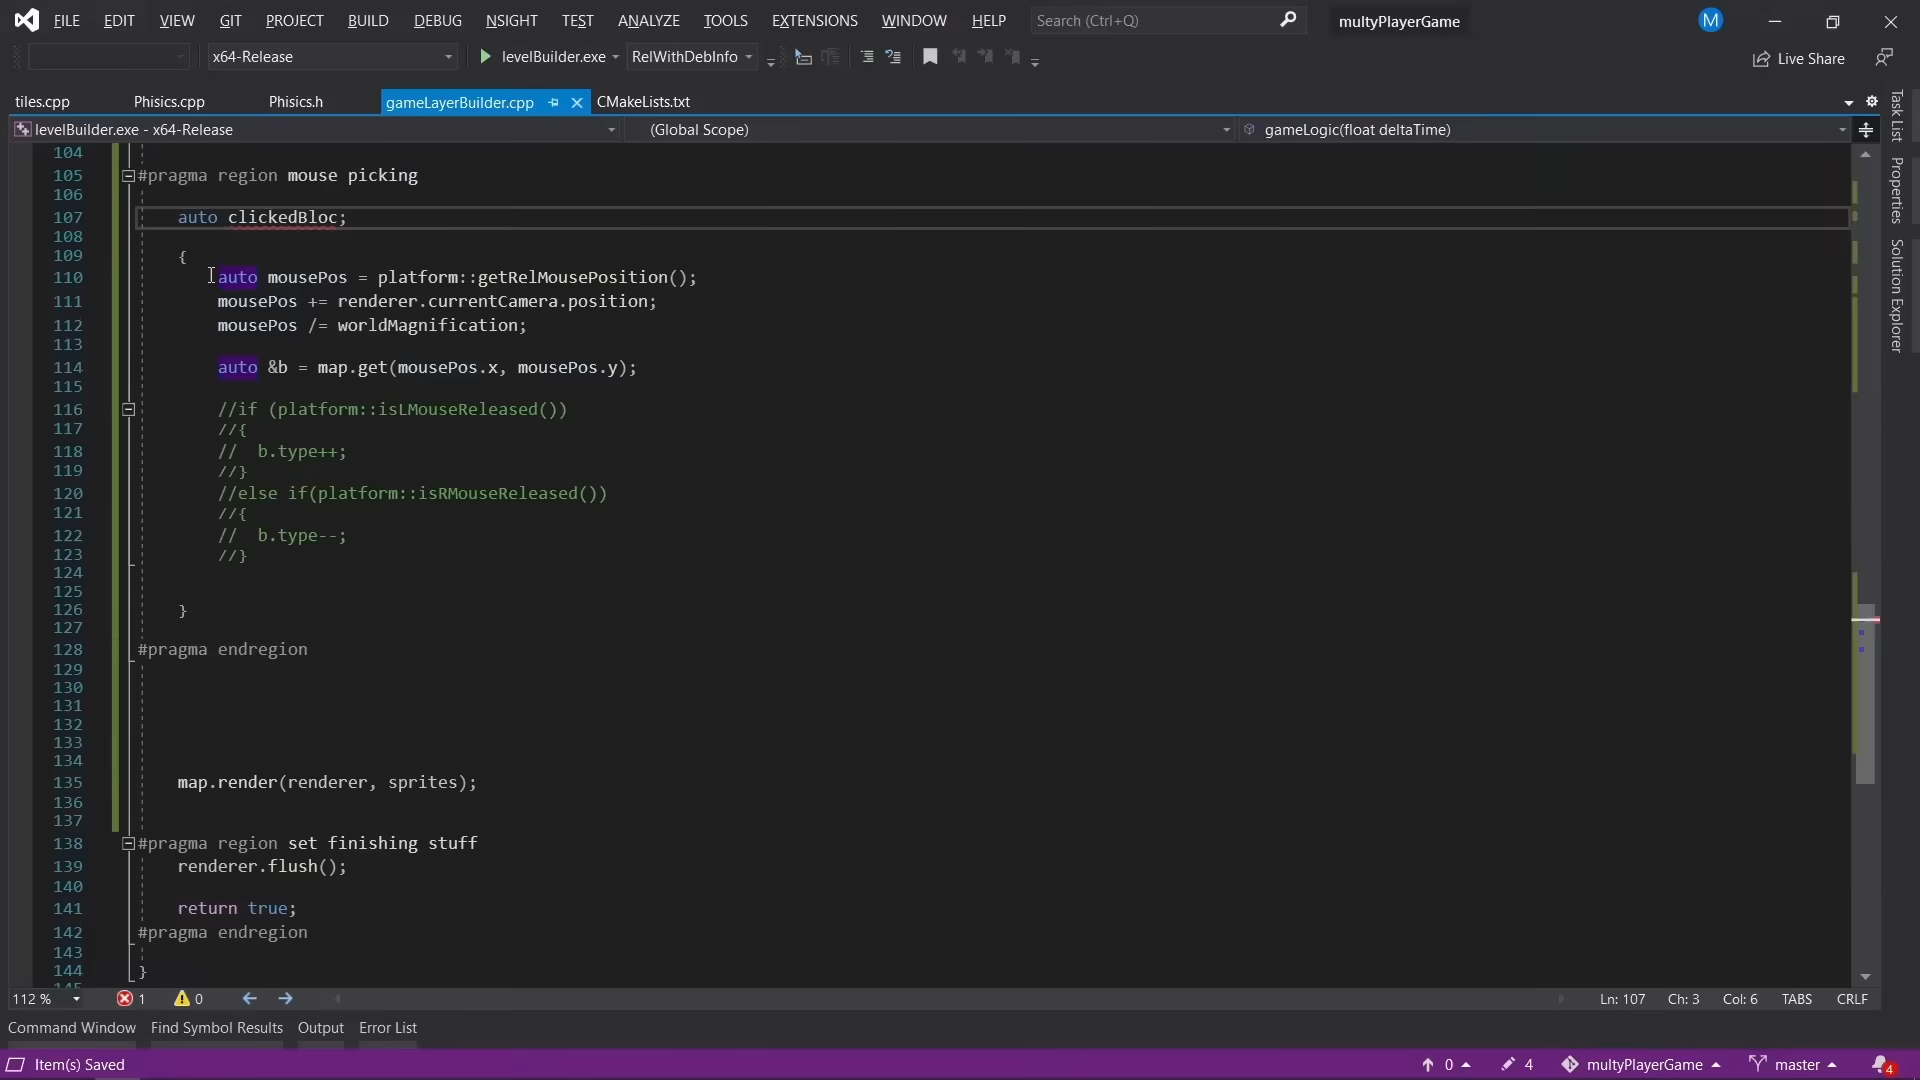 FILE EDIT VIEW GIT PROJECT BUILD DEBUG NSIGHT TEST ANALYZE TOOLS EXTENSIONS WINDOW HELP Search (Ctrl+Q) multyPlayerGame M
x64-Release levelBuilder.exe RelWithDebInfo Live Share
tiles.cpp Phisics.cpp Phisics.h gameLayerBuilder.cpp CMakeLists.txt
levelBuilder.exe - x64-Release (Global Scope) gameLogic(float deltaTime)
104
105 #pragma region mouse picking
106
107 auto clickedBloc;
108
109 {
110 auto mousePos = platform::getRelMousePosition();
111 mousePos += renderer.currentCamera.position;
112 mousePos /= worldMagnification;
113
114 auto &b = map.get(mousePos.x, mousePos.y);
115
116 //if (platform::isLMouseReleased())
117 //{
118 // b.type++;
119 //}
120 //else if(platform::isRMouseReleased())
121 //{
122 // b.type--;
123 //}
124
125
126 }
127
128 #pragma endregion
129
130
131
132
133
134
135 map.render(renderer, sprites);
136
137
138 #pragma region set finishing stuff
139 renderer.flush();
140
141 return true;
142 #pragma endregion
143
144 }
145
Task List
Properties
Solution Explorer
112 % 1 0 Ln: 107 Ch: 3 Col: 6 TABS CRLF
Command Window Find Symbol Results Output Error List
Item(s) Saved 0 4 multyPlayerGame master 4